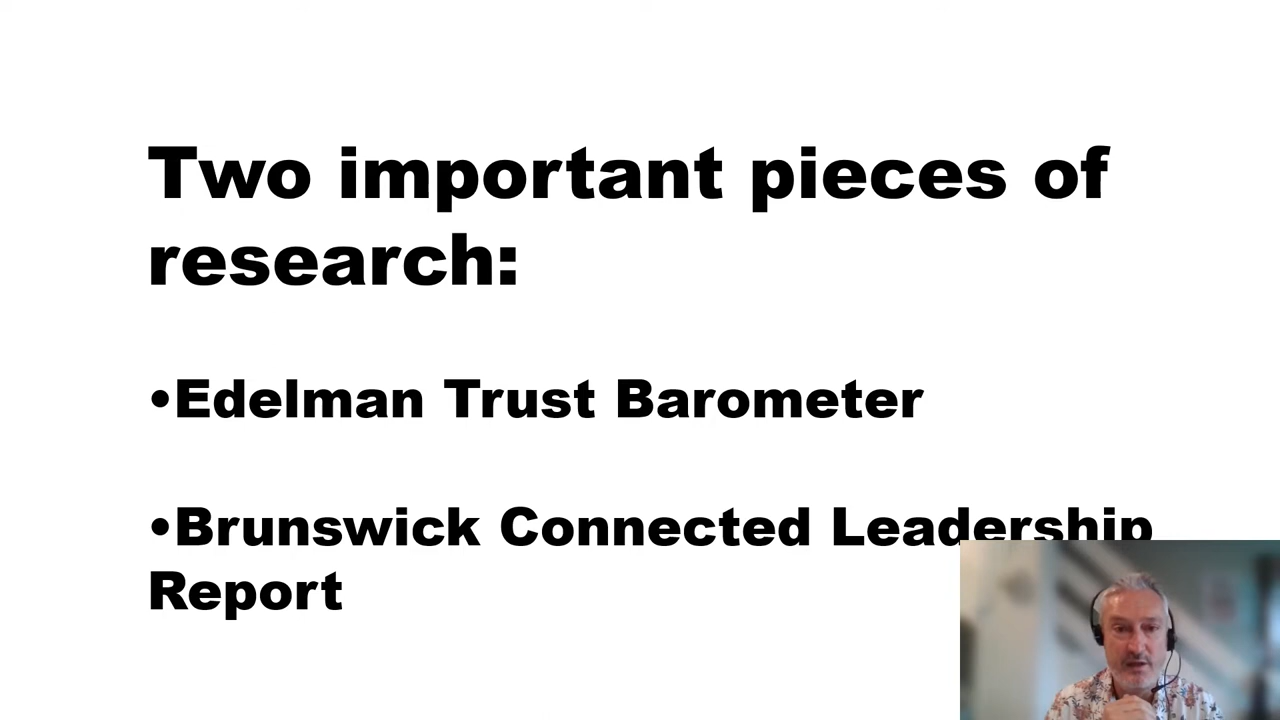 Two important pieces of
research:
•Edelman Trust Barometer
•Brunswick Connected Leadership
Report